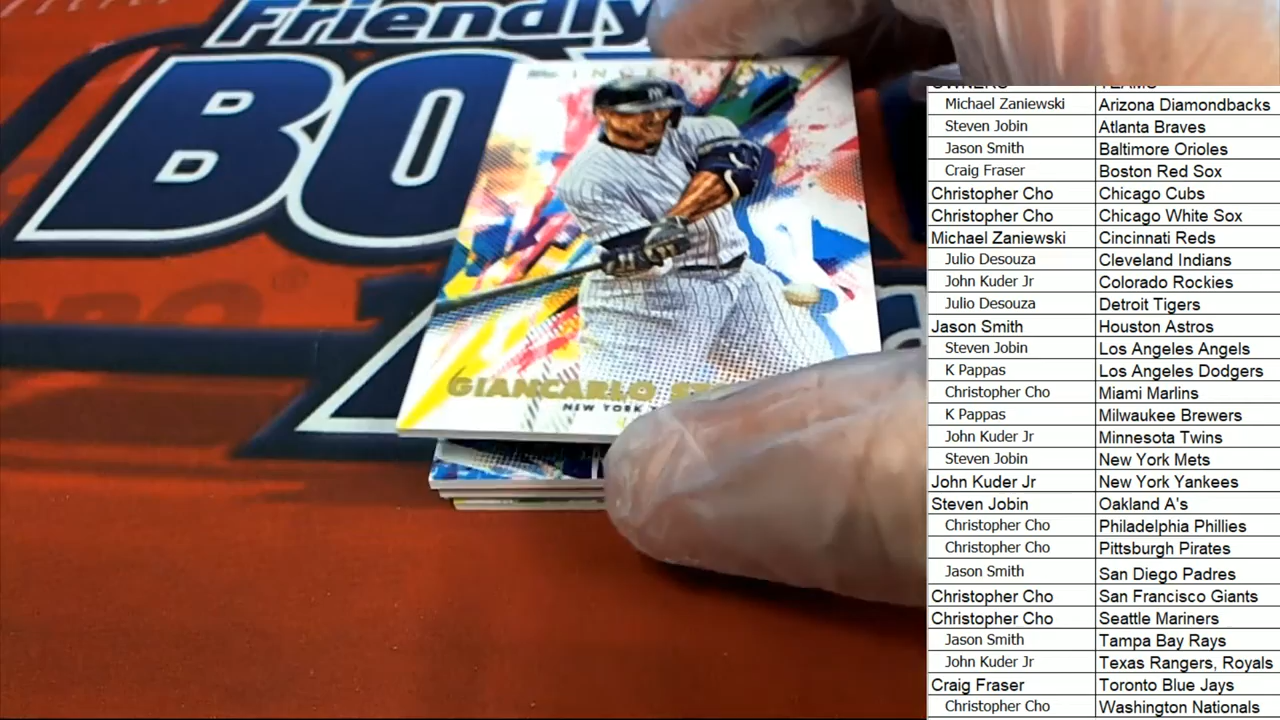 Friendly
BO
INCEPTION
NY
GIANCARLO
NEW YORK
OWNERS TEAMS
Michael Zaniewski Arizona Diamondbacks
Steven Jobin Atlanta Braves
Jason Smith Baltimore Orioles
Craig Fraser Boston Red Sox
Christopher Cho Chicago Cubs
Christopher Cho Chicago White Sox
Michael Zaniewski Cincinnati Reds
Julio Desouza Cleveland Indians
John Kuder Jr Colorado Rockies
Julio Desouza Detroit Tigers
Jason Smith Houston Astros
Steven Jobin Los Angeles Angels
K Pappas Los Angeles Dodgers
Christopher Cho Miami Marlins
K Pappas Milwaukee Brewers
John Kuder Jr Minnesota Twins
Steven Jobin New York Mets
John Kuder Jr New York Yankees
Steven Jobin Oakland A's
Christopher Cho Philadelphia Phillies
Christopher Cho Pittsburgh Pirates
Jason Smith San Diego Padres
Christopher Cho San Francisco Giants
Christopher Cho Seattle Mariners
Jason Smith Tampa Bay Rays
John Kuder Jr Texas Rangers, Royals
Craig Fraser Toronto Blue Jays
Christopher Cho Washington Nationals